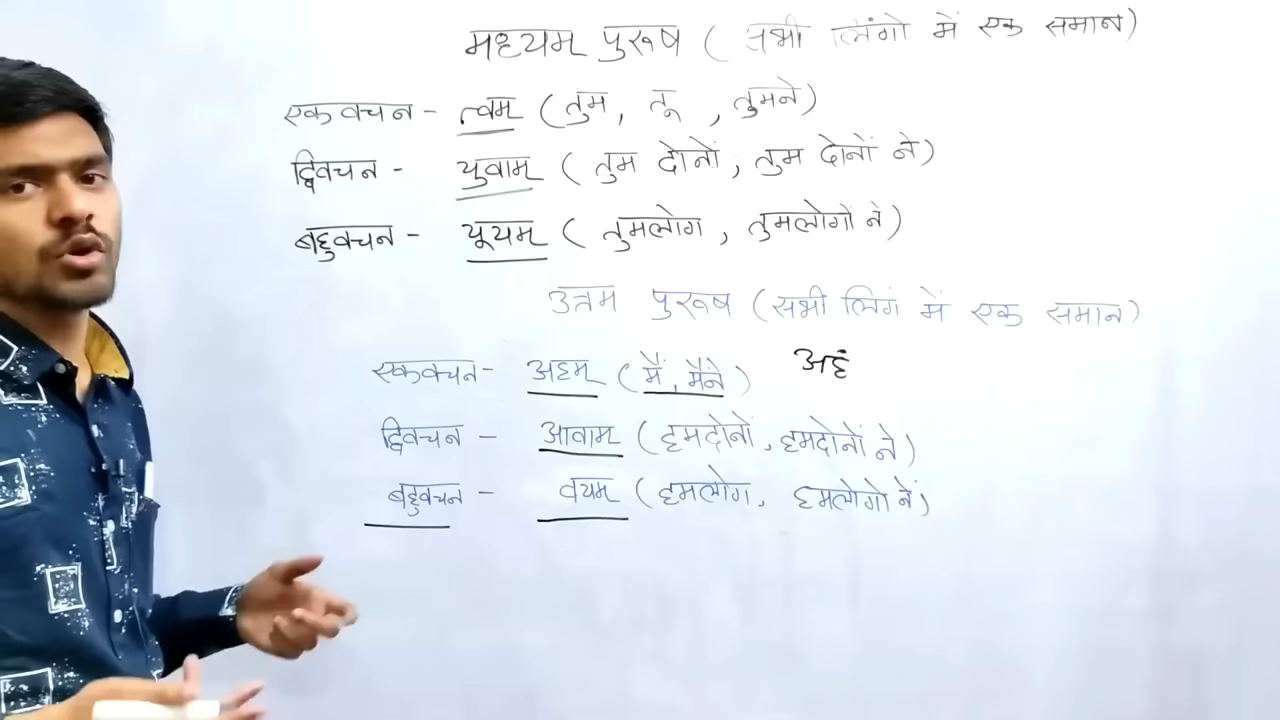 मध्यम पुरूष ( सभी लिंगो में एक समान)
एकवचन - त्वम् (तुम, तू , तुमने)
द्विवचन - युवाम् ( तुम दोनों, तुम दोनों ने)
बहुवचन - यूयम् ( तुमलोग , तुमलोगों ने)
उत्तम पुरूष (सभी लिगं में एक समान)
एकवचन - अहम् (मैं, मैंने) अहं
द्विवचन - आवाम् (हमदोनों, हमदोनों ने)
बहुवचन - वयम् (हमलोग, हमलोगो नें)